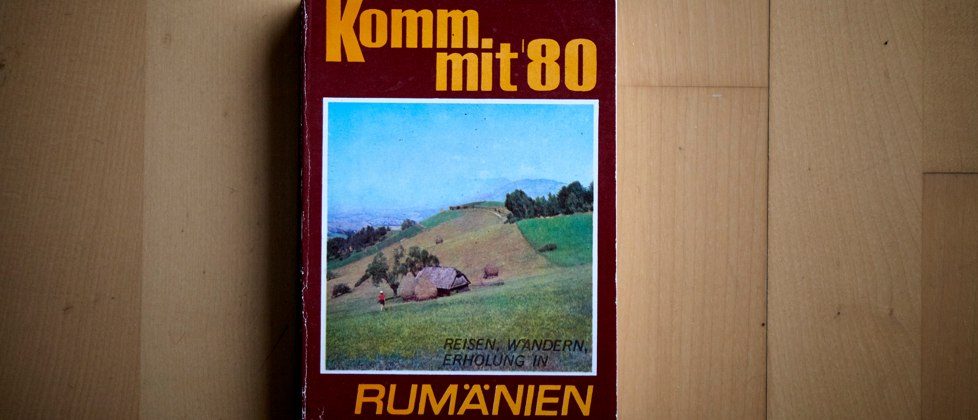 Komm
mit '80
REISEN, WANDERN,
ERHOLUNG IN
RUMÄNIEN